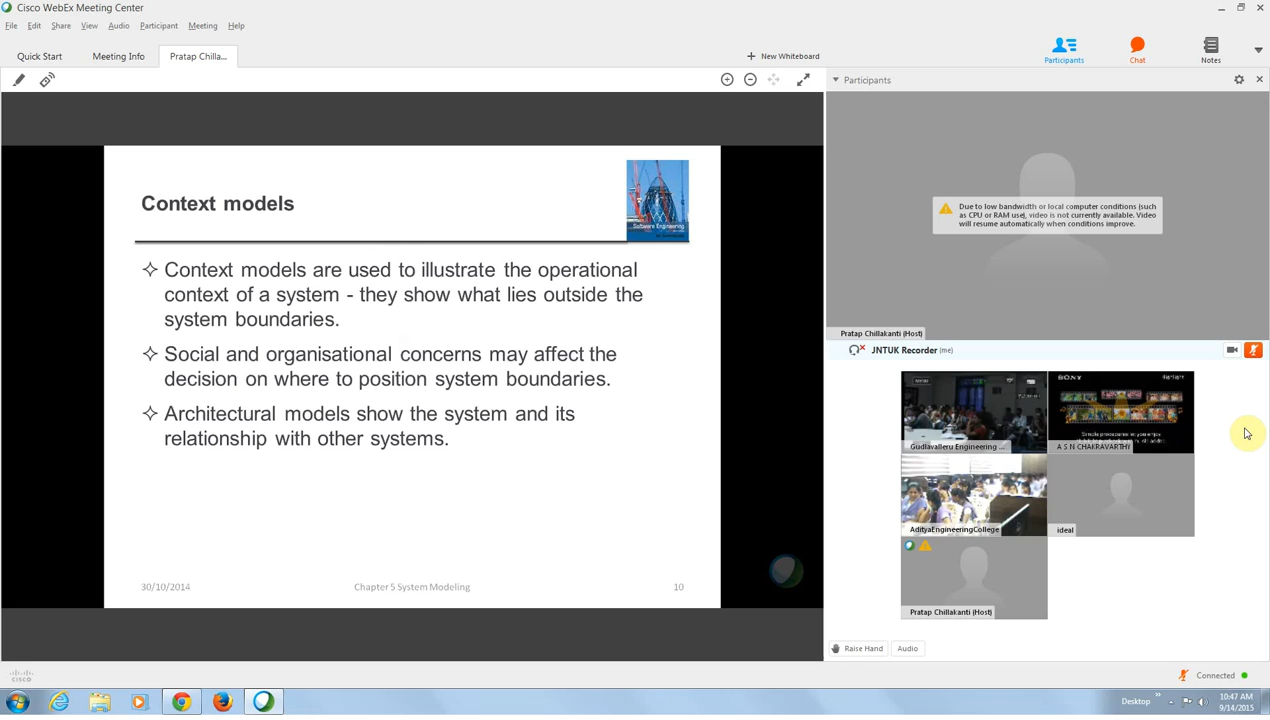 Cisco WebEx Meeting Center
File Edit Share View Audio Participant Meeting Help
Quick Start Meeting Info Pratap Chilla... New Whiteboard
Participants Chat Notes
Participants
Context models
Software Engineering
Context models are used to illustrate the operational
context of a system - they show what lies outside the
system boundaries.
Social and organisational concerns may affect the
decision on where to position system boundaries.
Architectural models show the system and its
relationship with other systems.
30/10/2014 Chapter 5 System Modeling 10
Due to low bandwidth or local computer conditions (such
as CPU or RAM use), video is not currently available. Video
will resume automatically when conditions improve.
Pratap Chillakanti (Host)
JNTUK Recorder (me)
SONY
Gudlavalleru Engineering ...
A S N CHAKRAVARTHY
AdityaEngineeringCollege
ideal
Pratap Chillakanti (Host)
Raise Hand Audio
cisco
Connected
Desktop
10:47 AM
9/14/2015